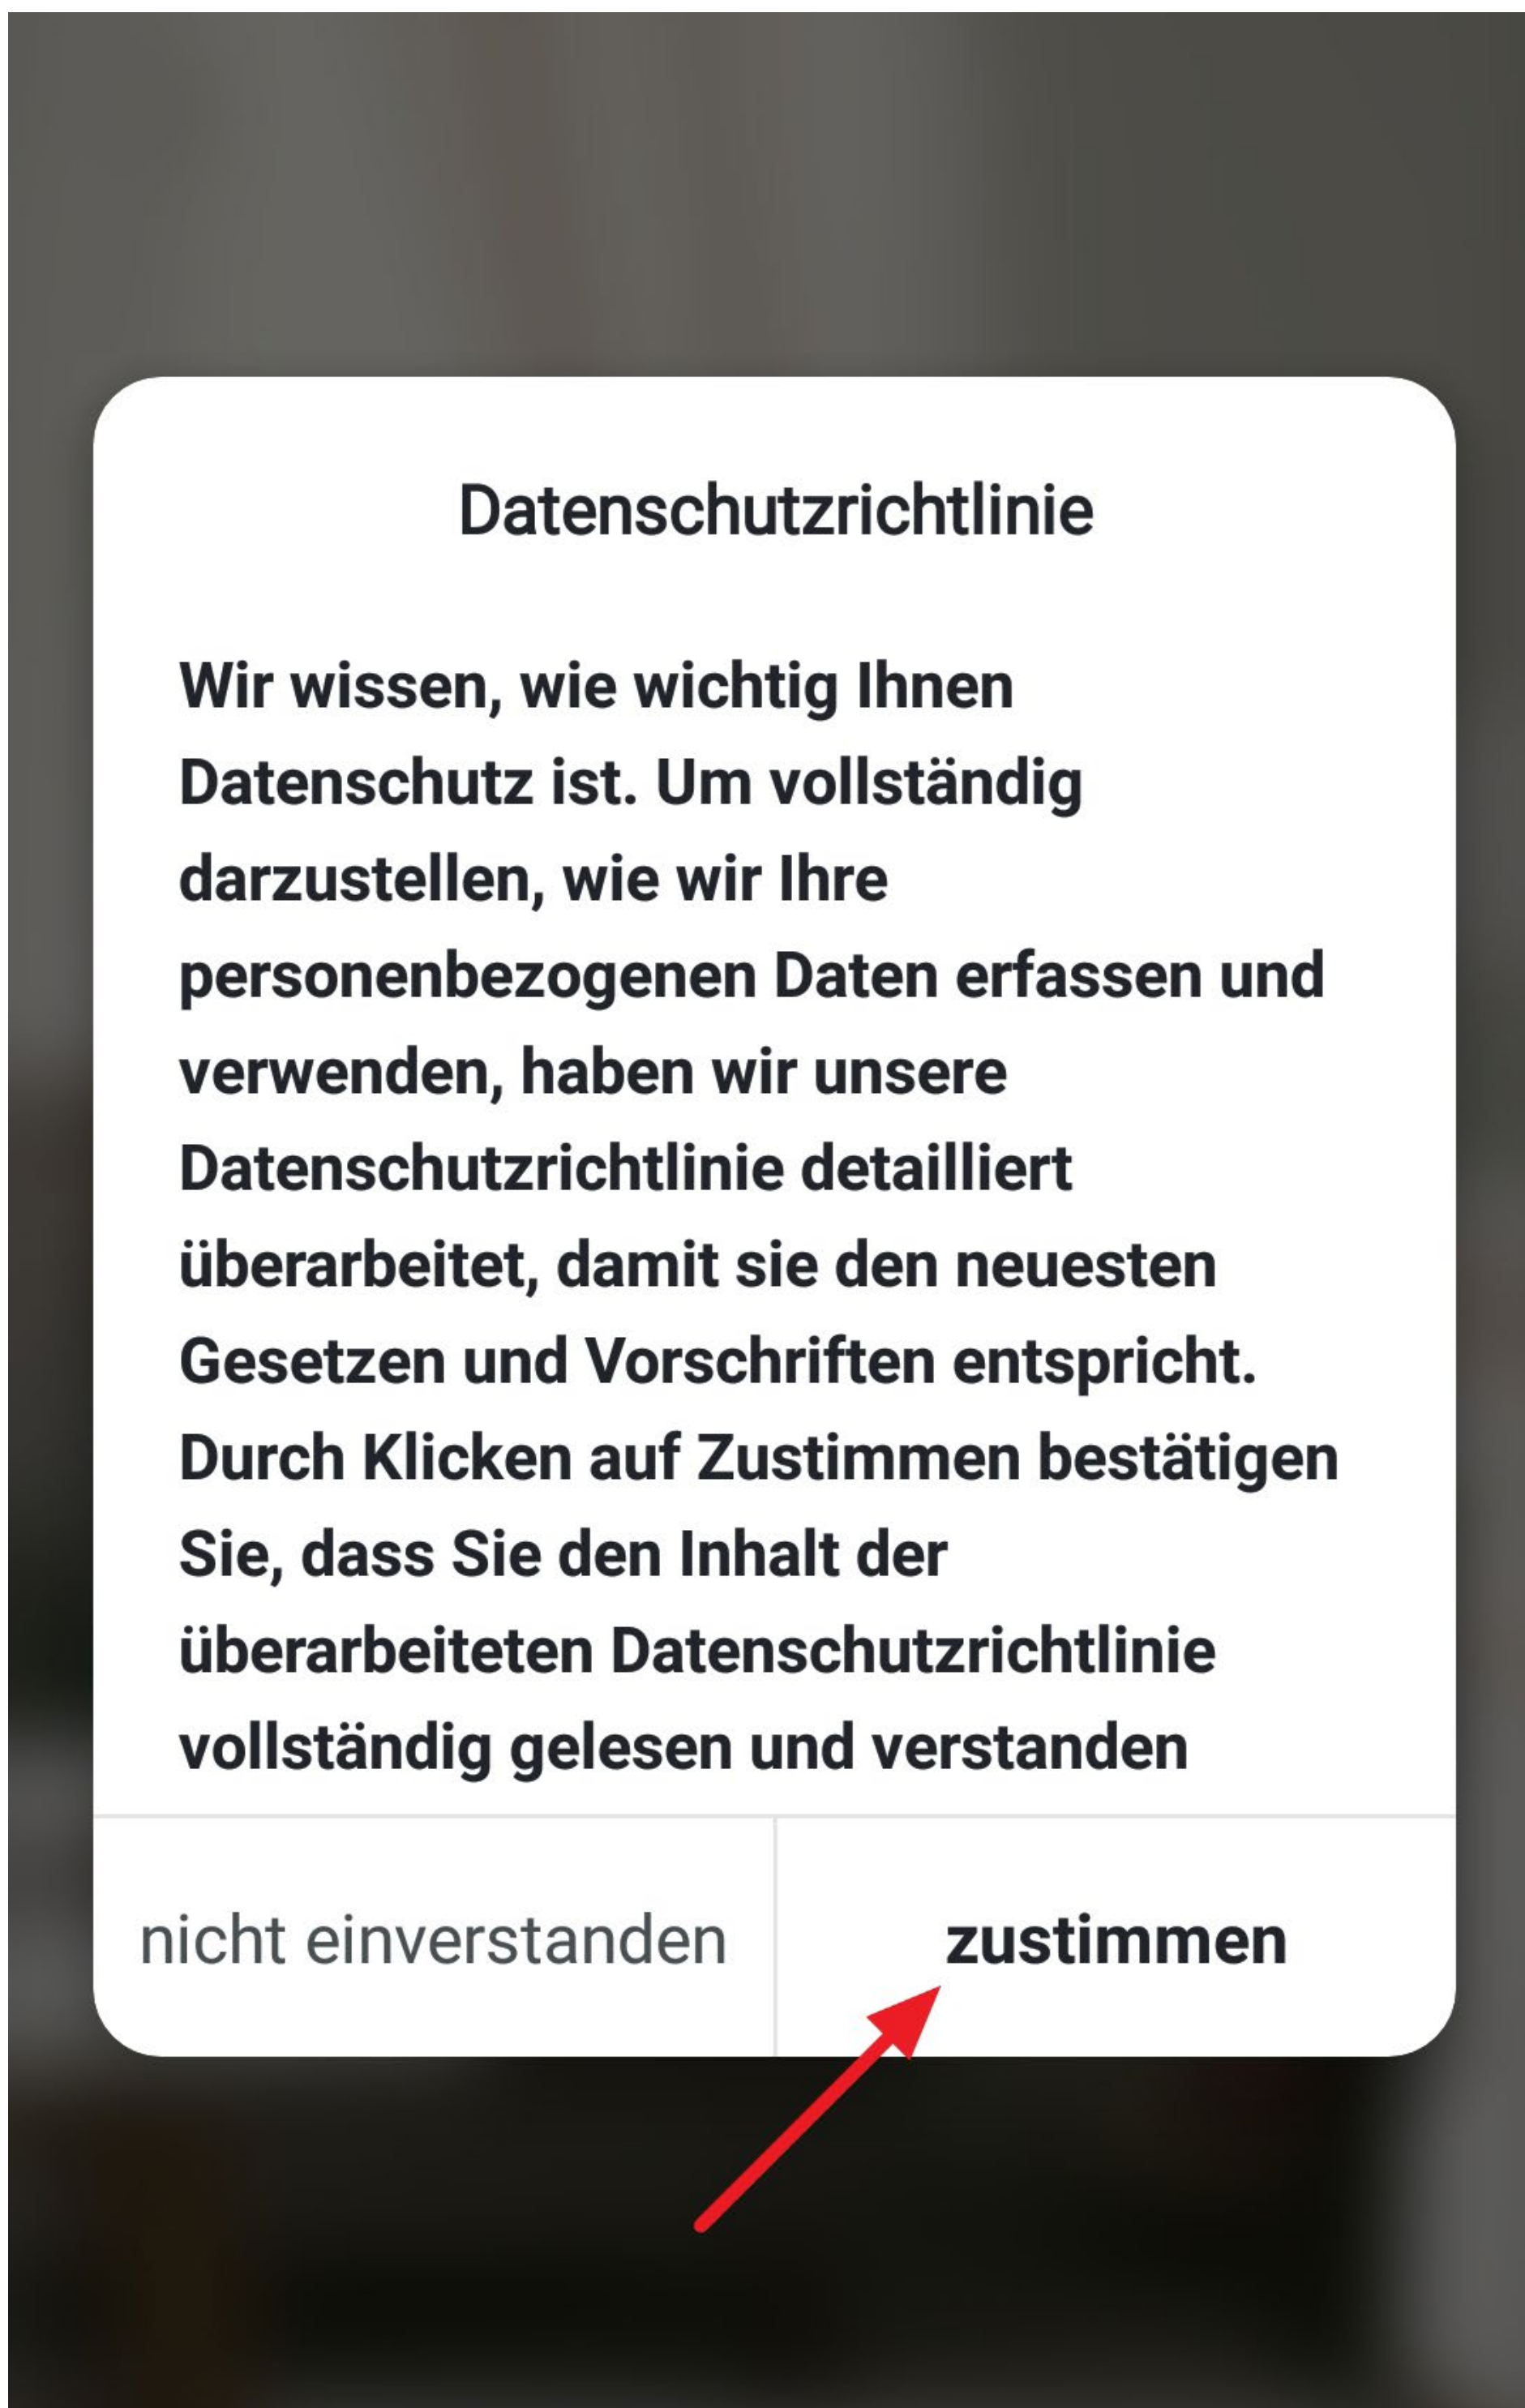 Datenschutzrichtlinie
Wir wissen, wie wichtig Ihnen
Datenschutz ist. Um vollständig
darzustellen, wie wir Ihre
personenbezogenen Daten erfassen und
verwenden, haben wir unsere
Datenschutzrichtlinie detailliert
überarbeitet, damit sie den neuesten
Gesetzen und Vorschriften entspricht.
Durch Klicken auf Zustimmen bestätigen
Sie, dass Sie den Inhalt der
überarbeiteten Datenschutzrichtlinie
vollständig gelesen und verstanden
nicht einverstanden
zustimmen